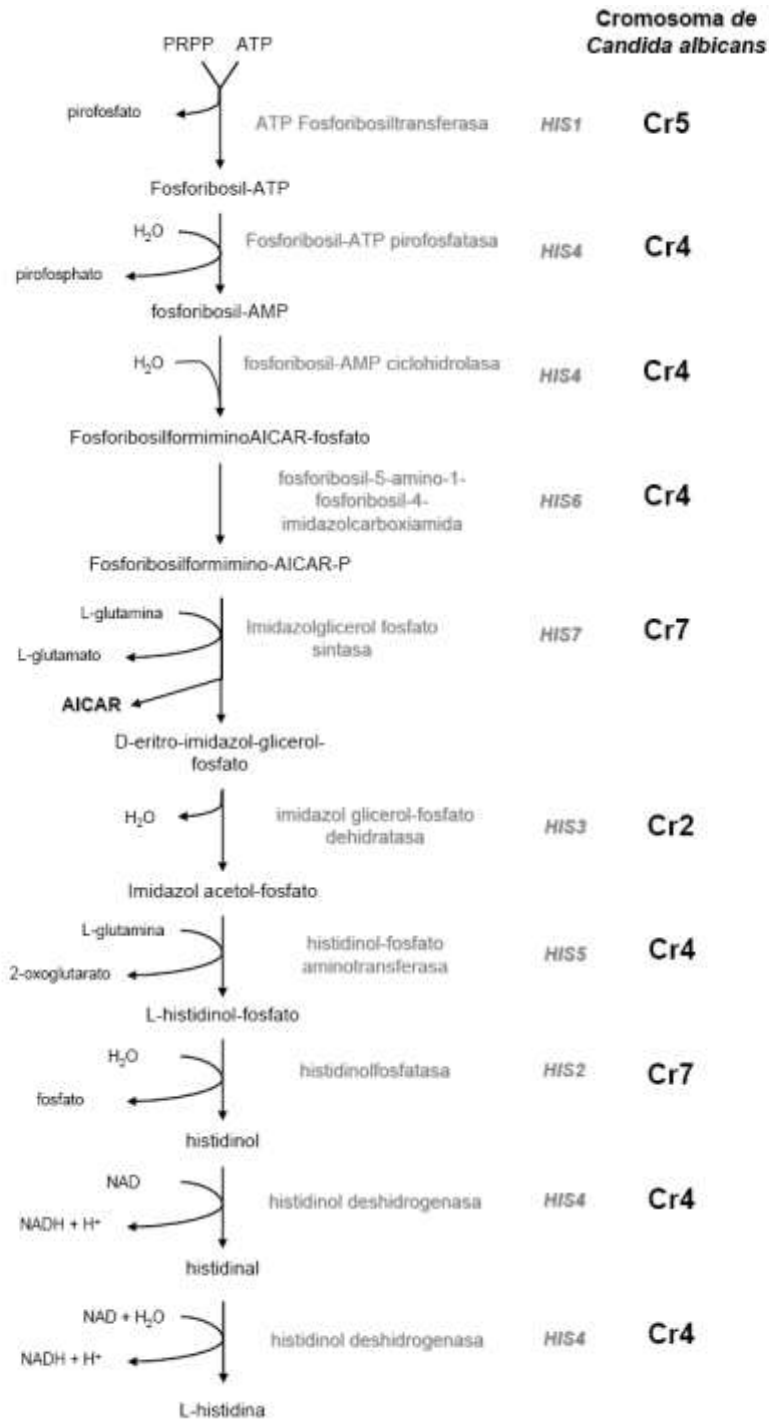 Cromosoma de
Candida albicans
PRPP ATP
pirofosfato
ATP Fosforibosiltransferasa HIS1 Cr5
Fosforibosil-ATP
H₂O
Fosforibosil-ATP pirofosfatasa HIS4 Cr4
pirofosphato
fosforibosil-AMP
H₂O fosforibosil-AMP ciclohidrolasa HIS4 Cr4
FosforibosilformiminoAICAR-fosfato
fosforibosil-5-amino-1-
fosforibosil-4- HIS6 Cr4
imidazolcarboxiamida
Fosforibosilformimino-AICAR-P
L-glutamina
Imidazolglicerol fosfato HIS7 Cr7
sintasa
L-glutamato
AICAR
D-eritro-imidazol-glicerol-
fosfato
H₂O imidazol glicerol-fosfato HIS3 Cr2
dehidratasa
Imidazol acetol-fosfato
L-glutamina
histidinol-fosfato HIS5 Cr4
aminotransferasa
2-oxoglutarato
L-histidinol-fosfato
H₂O
histidinolfosfatasa HIS2 Cr7
fosfato
histidinol
NAD
histidinol deshidrogenasa HIS4 Cr4
NADH + H⁺
histidinal
NAD + H₂O
histidinol deshidrogenasa HIS4 Cr4
NADH + H⁺
L-histidina